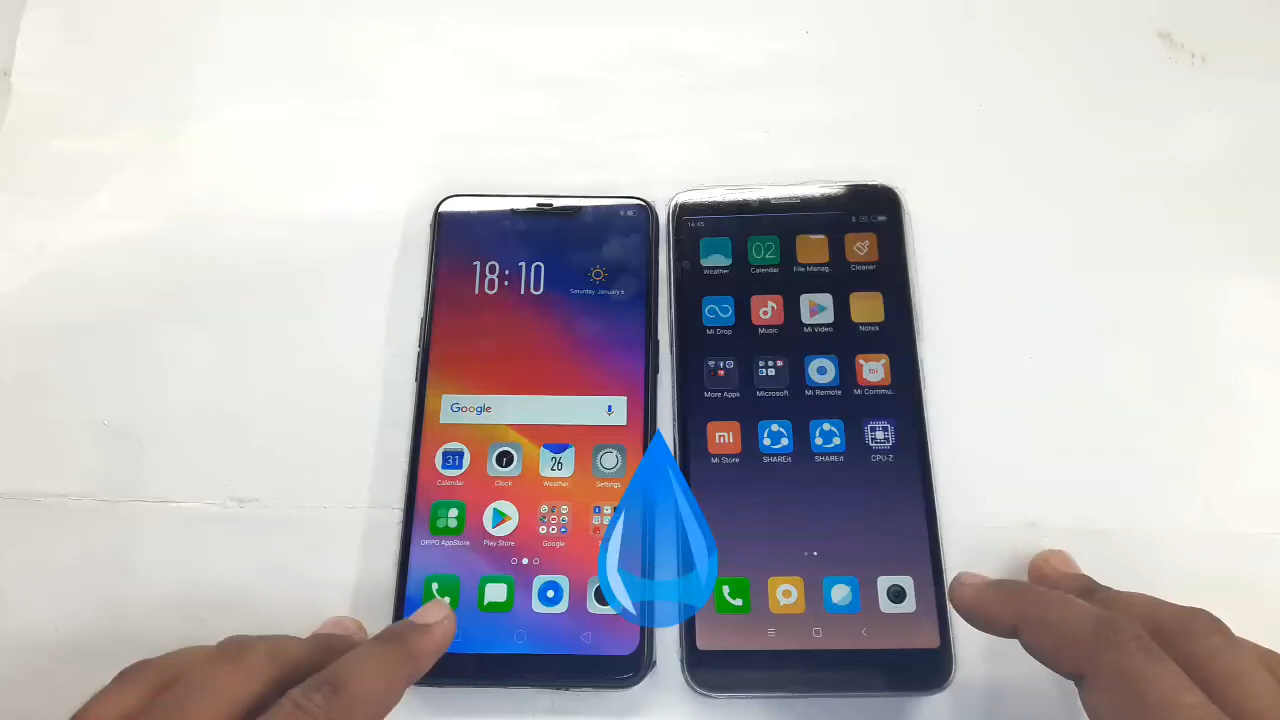 18:10
Saturday, January 6
Google
31
26
Calendar
Clock
Weather
Settings
OPPO AppStore
Play Store
Google
16:45
02
Weather
Calendar
File Manag..
Cleaner
Mi Drop
Music
Mi Video
Notes
More Apps
Microsoft
Mi Remote
mi
Mi Commu..
mi
Mi Store
SHAREit
SHAREit
CPU-Z